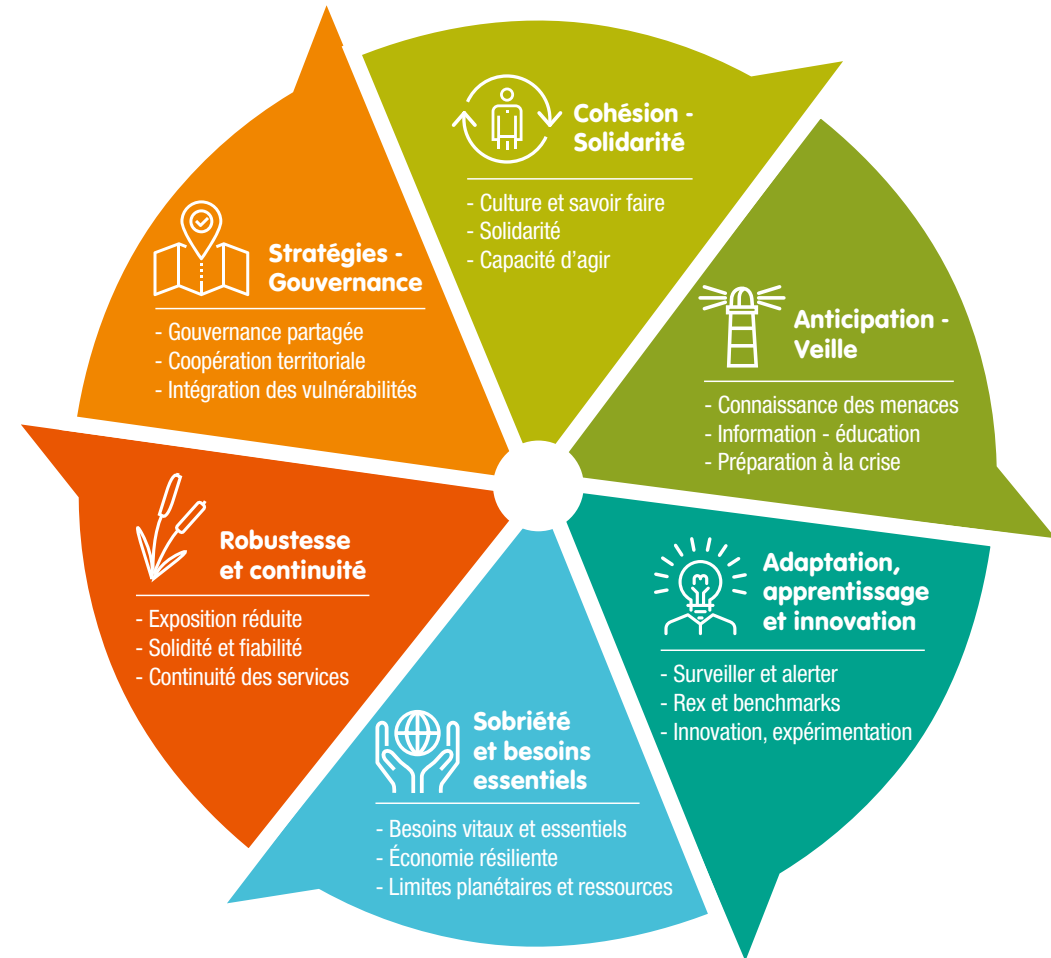 Cohésion -
Solidarité
- Culture et savoir faire
- Solidarité
- Capacité d'agir
Anticipation -
Veille
- Connaissance des menaces
- Information - éducation
- Préparation à la crise
Adaptation,
apprentissage
et innovation
- Surveiller et alerter
- Rex et benchmarks
- Innovation, expérimentation
Sobriété
et besoins
essentiels
- Besoins vitaux et essentiels
- Économie résiliente
- Limites planétaires et ressources
Robustesse
et continuité
- Exposition réduite
- Solidité et fiabilité
- Continuité des services
Stratégies -
Gouvernance
- Gouvernance partagée
- Coopération territoriale
- Intégration des vulnérabilités